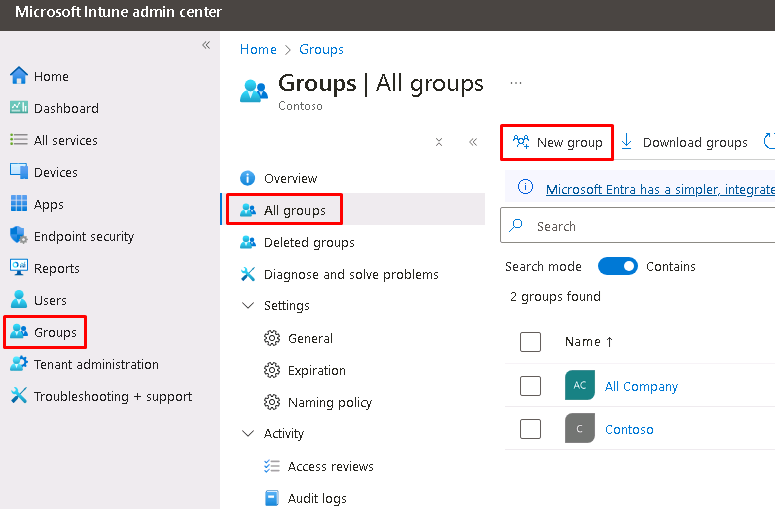 Microsoft Intune admin center
Home
Dashboard
All services
Devices
Apps
Endpoint security
Reports
Users
Groups
Tenant administration
Troubleshooting + support
Home > Groups
Groups | All groups
Contoso
Overview
All groups
Deleted groups
Diagnose and solve problems
Settings
General
Expiration
Naming policy
Activity
Access reviews
Audit logs
New group Download groups
Microsoft Entra has a simpler, integrate
Search
Search mode Contains
2 groups found
Name ↑
AC All Company
C Contoso